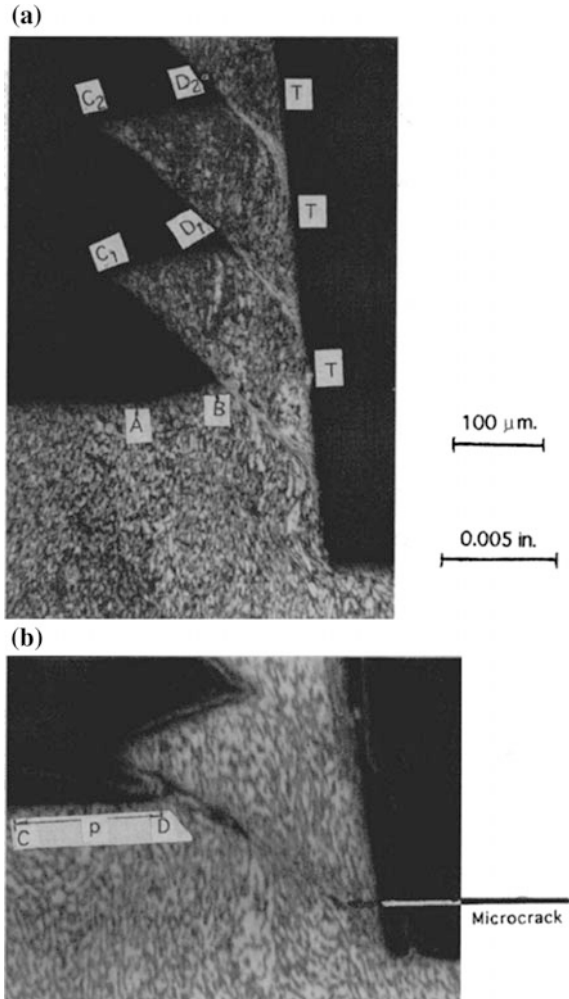 (a)
C2
D2
T
T
D1
C1
T
A
B
100 μm.
0.005 in.
(b)
C
p
D
Microcrack